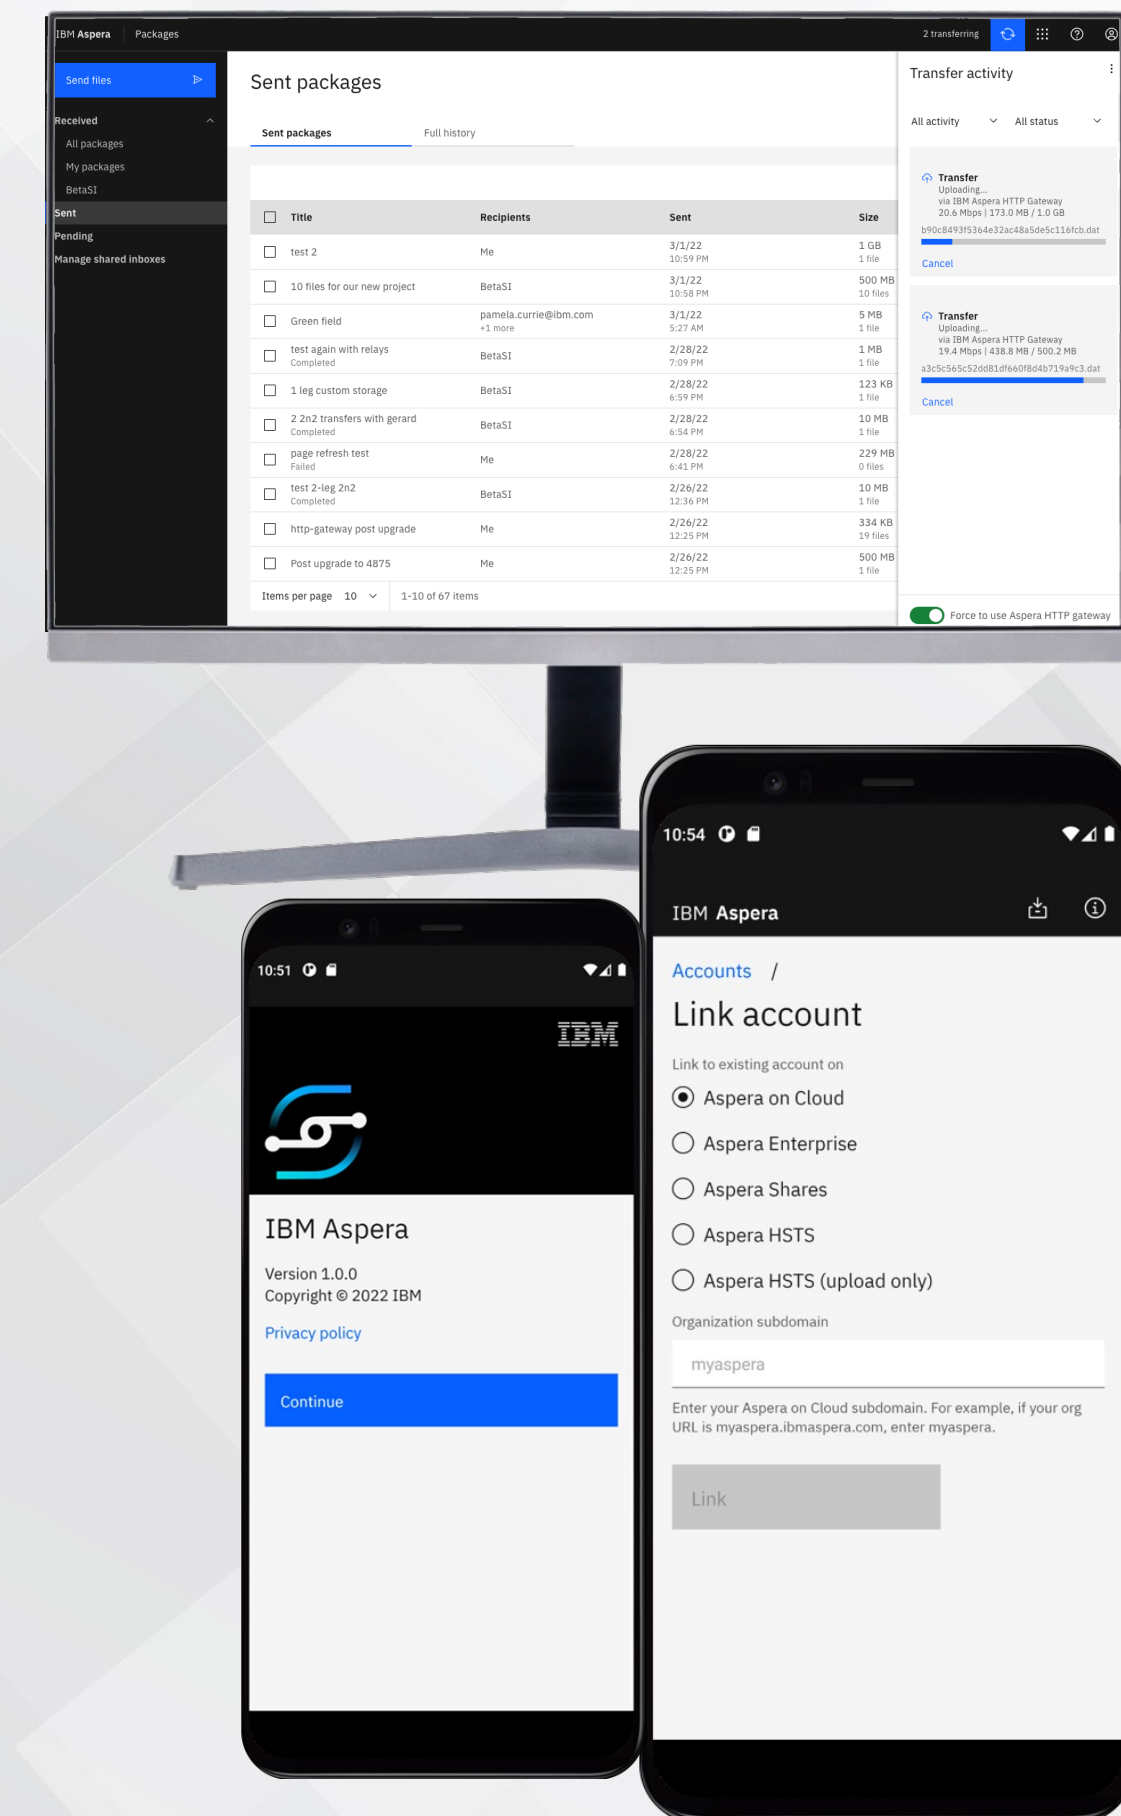 IBM Aspera Packages
2 transferring
Send files
Received
All packages
My packages
BetaSI
Sent
Pending
Manage shared inboxes
Sent packages
Sent packages Full history
Title Recipients Sent Size
test 2 Me 3/1/22 1 GB
10:59 PM 1 file
10 files for our new project BetaSI 3/1/22 500 MB
10:58 PM 10 files
Green field pamela.currie@ibm.com 3/1/22 5 MB
+1 more 5:27 AM 1 file
test again with relays BetaSI 2/28/22 1 MB
Completed 7:09 PM 1 file
1 leg custom storage BetaSI 2/28/22 123 KB
6:59 PM 1 file
2 2n2 transfers with gerard BetaSI 2/28/22 10 MB
Completed 6:54 PM 1 file
page refresh test Me 2/28/22 229 MB
Failed 6:41 PM 0 files
test 2-leg 2n2 BetaSI 2/26/22 10 MB
Completed 12:36 PM 1 file
http-gateway post upgrade Me 2/26/22 334 KB
12:25 PM 19 files
Post upgrade to 4875 Me 2/26/22 500 MB
12:25 PM 1 file
Items per page 10 1-10 of 67 items
Transfer activity
All activity All status
Transfer
Uploading...
via IBM Aspera HTTP Gateway
20.6 Mbps | 173.0 MB / 1.0 GB
b90c8493f5364e32ac48a5de5c116fcb.dat
Cancel
Transfer
Uploading...
via IBM Aspera HTTP Gateway
19.4 Mbps | 438.8 MB / 500.2 MB
a3c5c565c52dd81df660f8d4b719a9c3.dat
Cancel
Force to use Aspera HTTP gateway
10:51
IBM
IBM Aspera
Version 1.0.0
Copyright © 2022 IBM
Privacy policy
Continue
10:54
IBM Aspera
Accounts /
Link account
Link to existing account on
Aspera on Cloud
Aspera Enterprise
Aspera Shares
Aspera HSTS
Aspera HSTS (upload only)
Organization subdomain
myaspera
Enter your Aspera on Cloud subdomain. For example, if your org
URL is myaspera.ibmaspera.com, enter myaspera.
Link